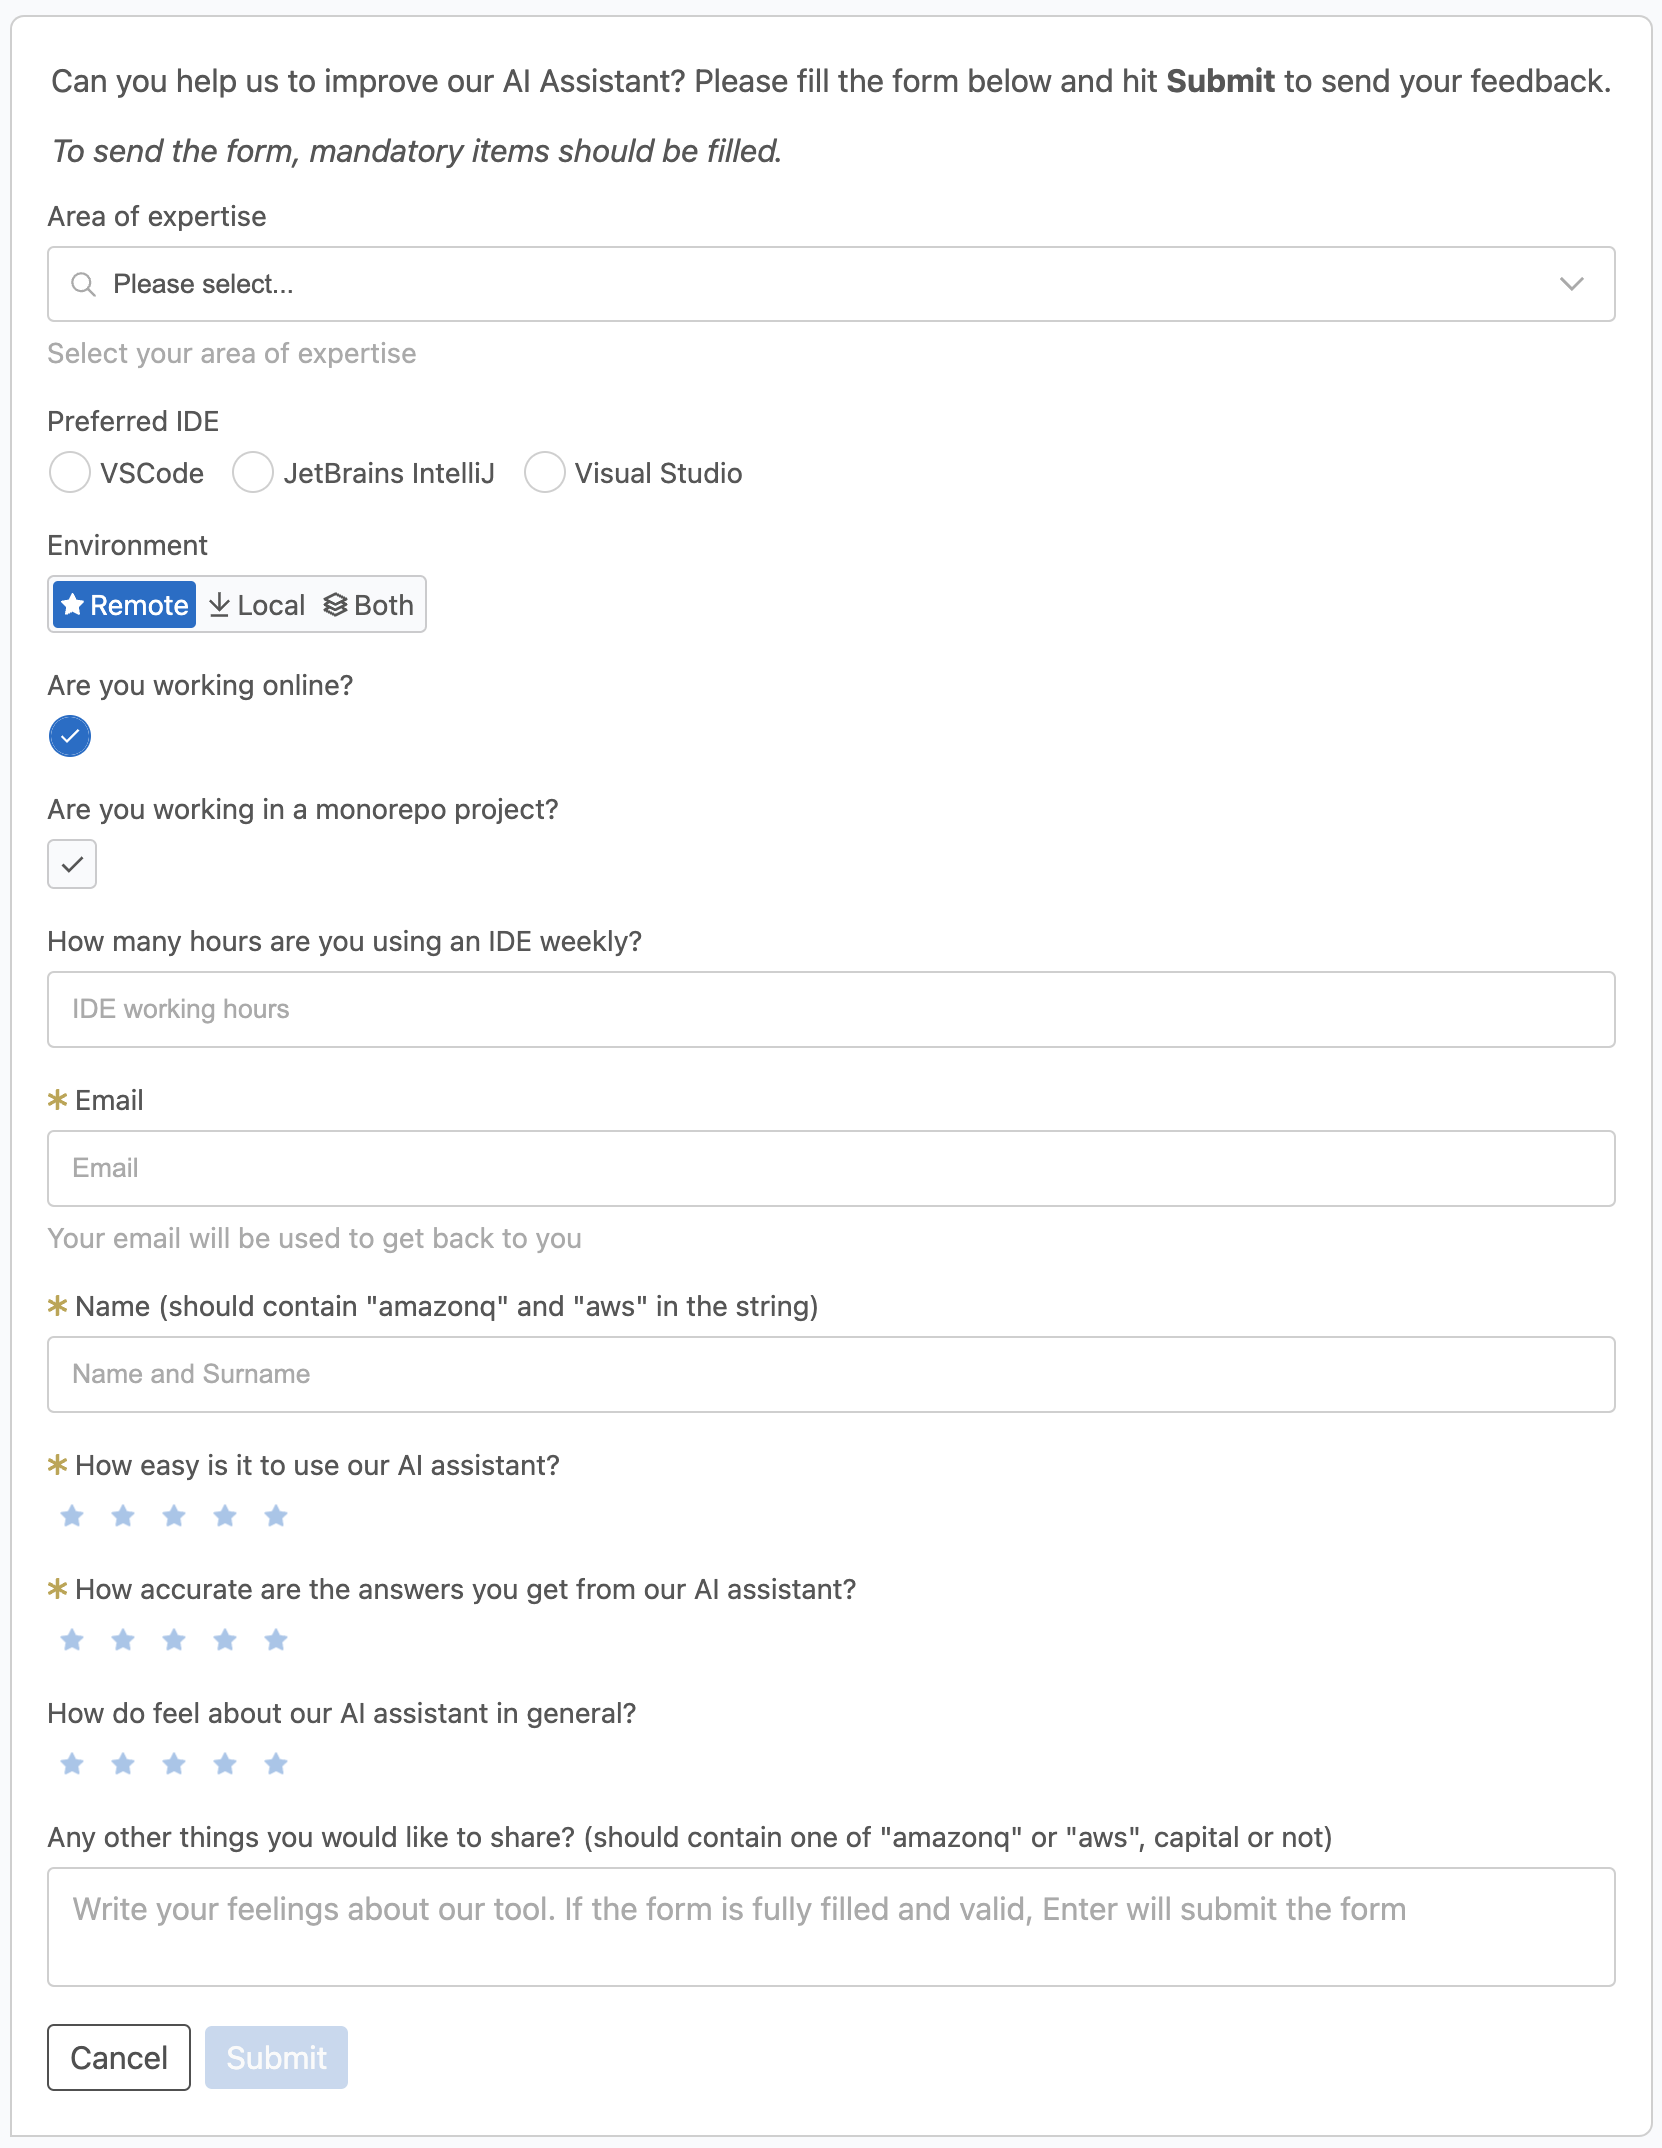 Can you help us to improve our AI Assistant? Please fill the form below and hit Submit to send your feedback.
To send the form, mandatory items should be filled.
Area of expertise
Please select...
Select your area of expertise
Preferred IDE
VSCode JetBrains IntelliJ Visual Studio
Environment
Remote Local Both
Are you working online?
Are you working in a monorepo project?
How many hours are you using an IDE weekly?
IDE working hours
* Email
Email
Your email will be used to get back to you
* Name (should contain "amazonq" and "aws" in the string)
Name and Surname
* How easy is it to use our AI assistant?
* How accurate are the answers you get from our AI assistant?
How do feel about our AI assistant in general?
Any other things you would like to share? (should contain one of "amazonq" or "aws", capital or not)
Write your feelings about our tool. If the form is fully filled and valid, Enter will submit the form
Cancel Submit